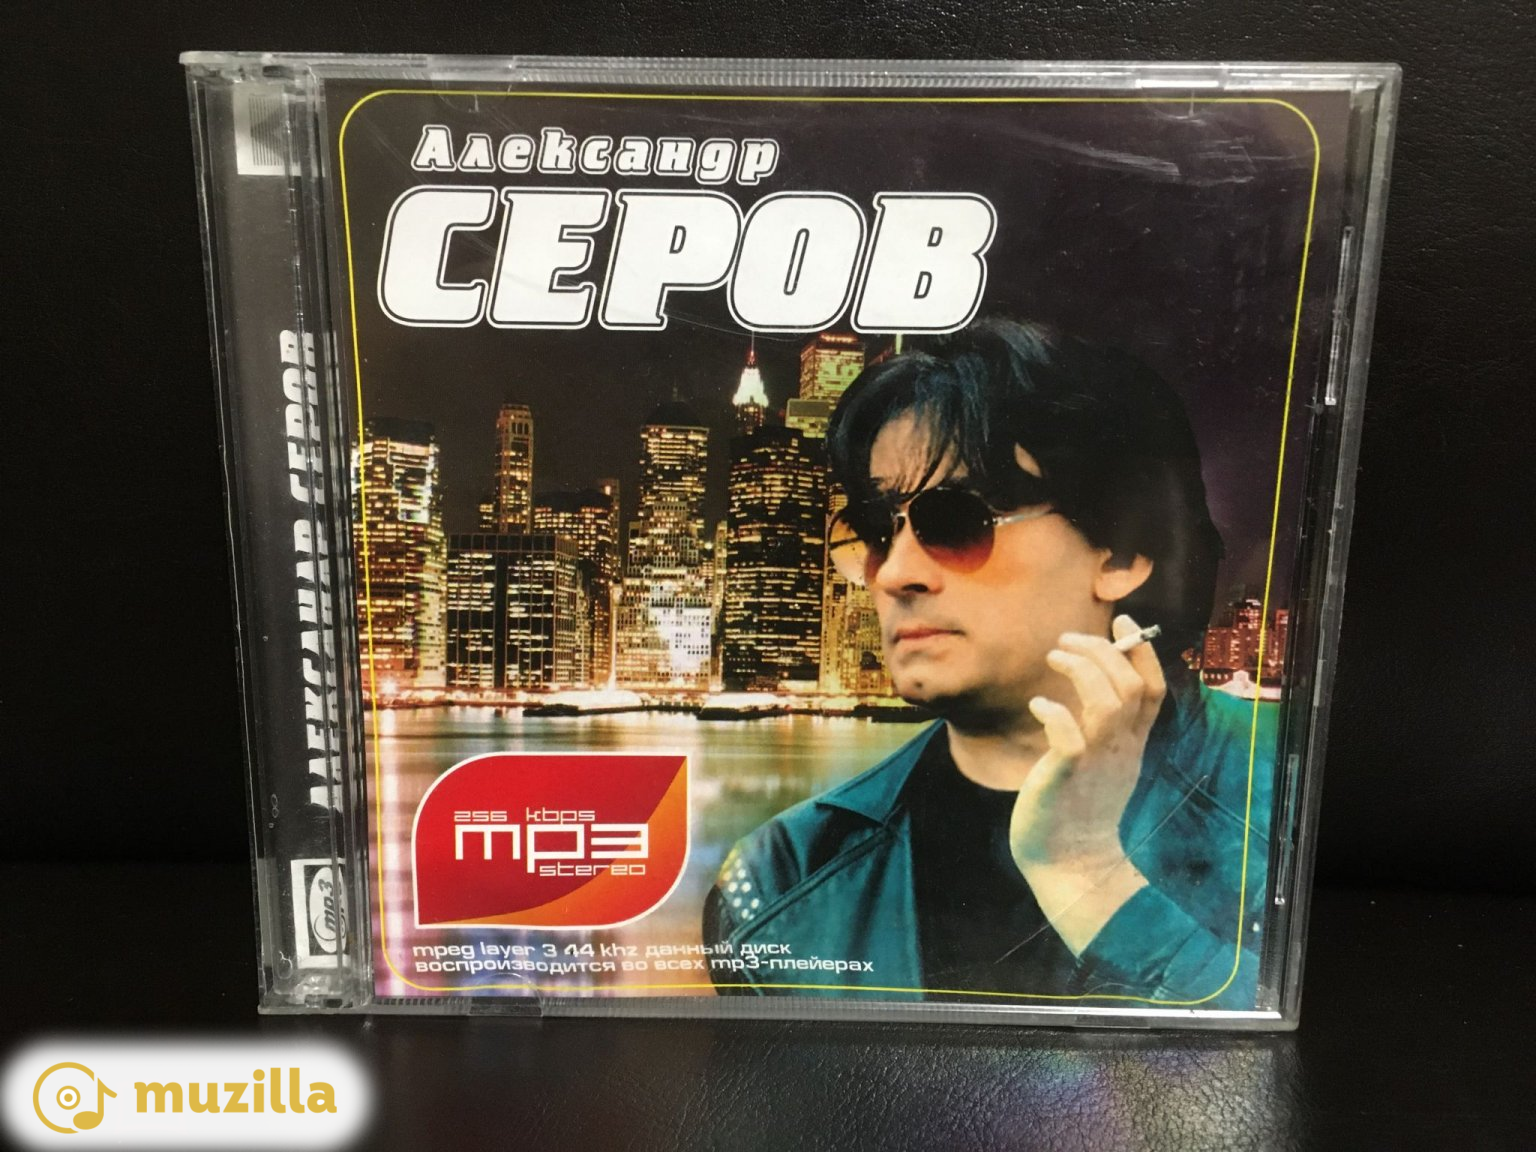 Александр
СЕРОВ
АЛЕКСАНДР СЕРОВ
mp3
256 kbps
mp3
stereo
mpeg layer 3 44 khz данный диск
воспроизводится во всех mp3-плейерах
muzilla